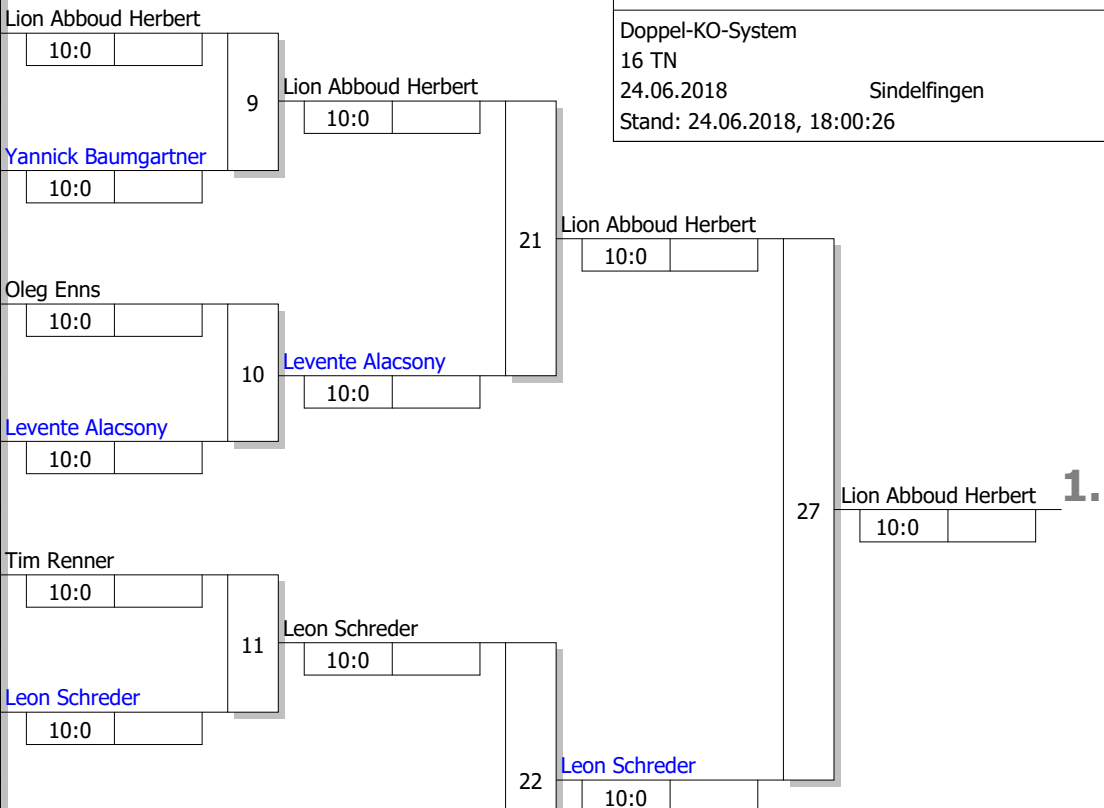 Lion Abboud Herbert
10:0
9
Yannick Baumgartner
10:0
Lion Abboud Herbert
10:0
Oleg Enns
10:0
10
Levente Alacsony
10:0
Levente Alacsony
10:0
21
Lion Abboud Herbert
10:0
Tim Renner
10:0
11
Leon Schreder
10:0
Leon Schreder
10:0
22
Leon Schreder
10:0
27
Lion Abboud Herbert
10:0
1.
Doppel-KO-System
16 TN
24.06.2018 Sindelfingen
Stand: 24.06.2018, 18:00:26